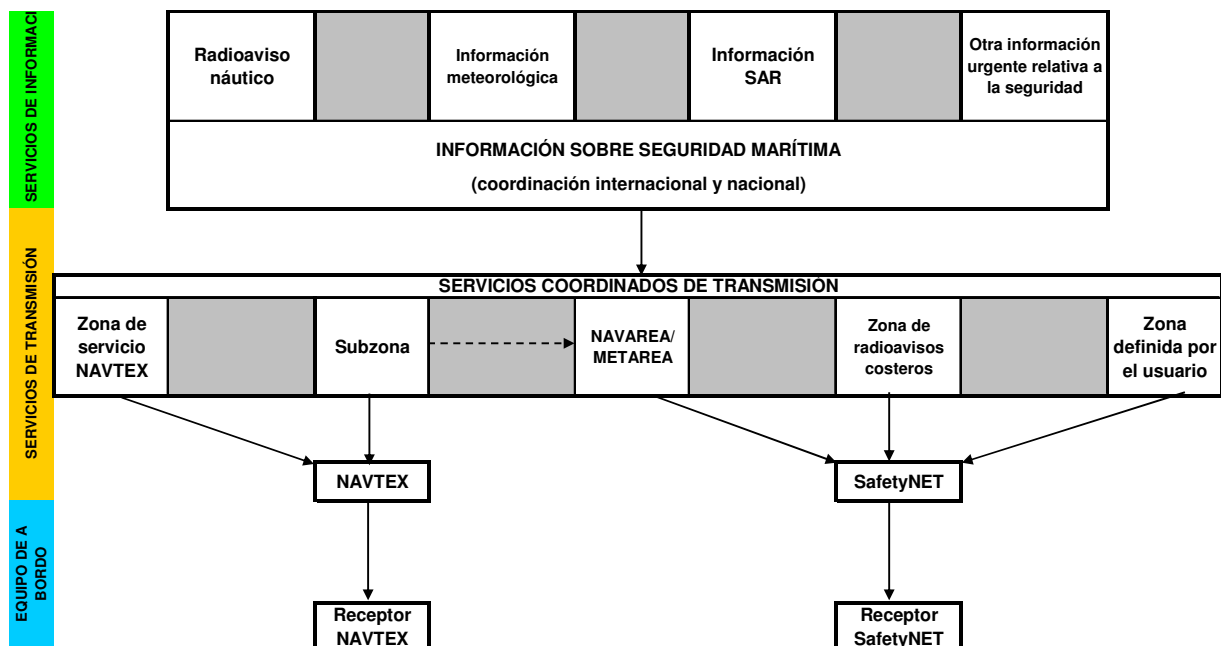 SERVICIOS DE INFORMACI
Radioaviso
náutico
Información
meteorológica
Información
SAR
Otra información
urgente relativa a
la seguridad
INFORMACIÓN SOBRE SEGURIDAD MARÍTIMA
(coordinación internacional y nacional)
SERVICIOS DE TRANSMISIÓN
SERVICIOS COORDINADOS DE TRANSMISIÓN
Zona de
servicio
NAVTEX
Subzona
NAVAREA/
METAREA
Zona de
radioavisos
costeros
Zona
definida por
el usuario
NAVTEX
SafetyNET
EQUIPO DE A
BORDO
Receptor
NAVTEX
Receptor
SafetyNET